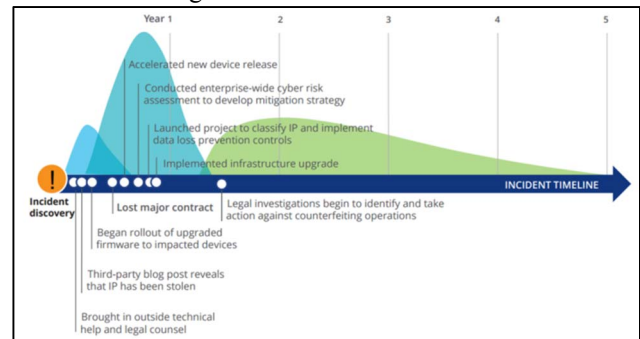 Year 1
2
3
4
5
Accelerated new device release
Conducted enterprise-wide cyber risk
assessment to develop mitigation strategy
Launched project to classify IP and implement
data loss prevention controls
Implemented infrastructure upgrade
!
INCIDENT TIMELINE
Incident
discovery
Lost major contract
Legal investigations begin to identify and take
action against counterfeiting operations
Began rollout of upgraded
firmware to impacted devices
Third-party blog post reveals
that IP has been stolen
Brought in outside technical
help and legal counsel